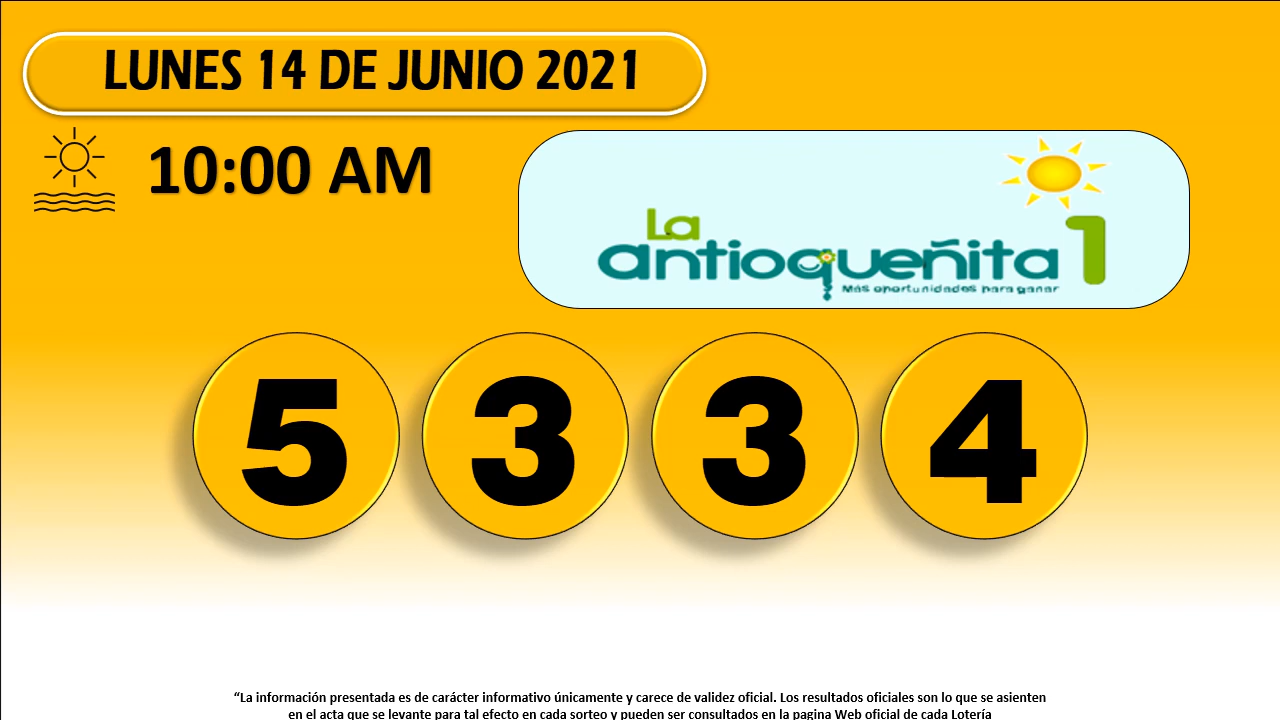 LUNES 14 DE JUNIO 2021
10:00 AM
La
antioqueñita 1
Más oportunidades para ganar
5 3 3 4
“La información presentada es de carácter informativo únicamente y carece de validez oficial. Los resultados oficiales son lo que se asienten
en el acta que se levante para tal efecto en cada sorteo y pueden ser consultados en la pagina Web oficial de cada Lotería